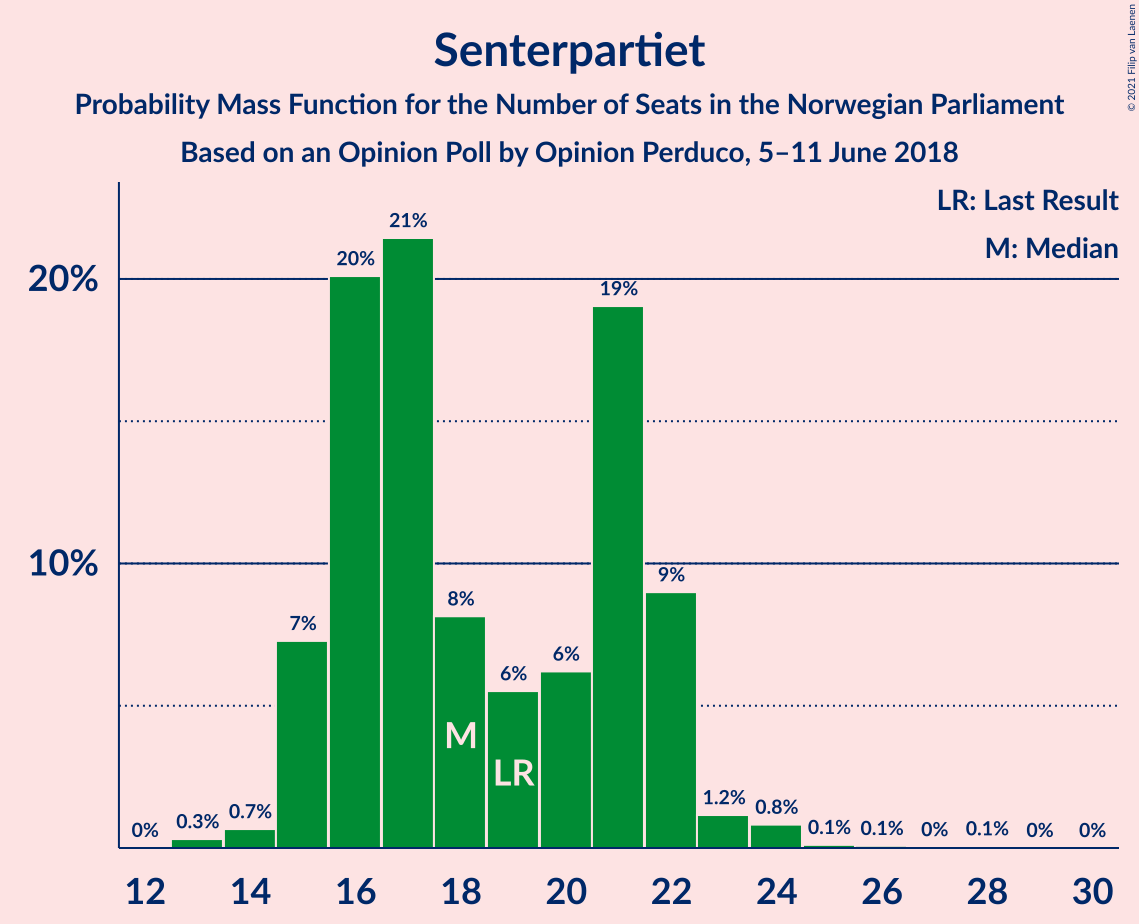 Senterpartiet
Probability Mass Function for the Number of Seats in the Norwegian Parliament
Based on an Opinion Poll by Opinion Perduco, 5–11 June 2018
© 2021 Filip van Laenen
LR: Last Result
M: Median
20%
10%
0%
0.3%
0.7%
7%
20%
21%
8%
6%
6%
19%
9%
1.2%
0.8%
0.1%
0.1%
0%
0.1%
0%
0%
M
LR
12 14 16 18 20 22 24 26 28 30